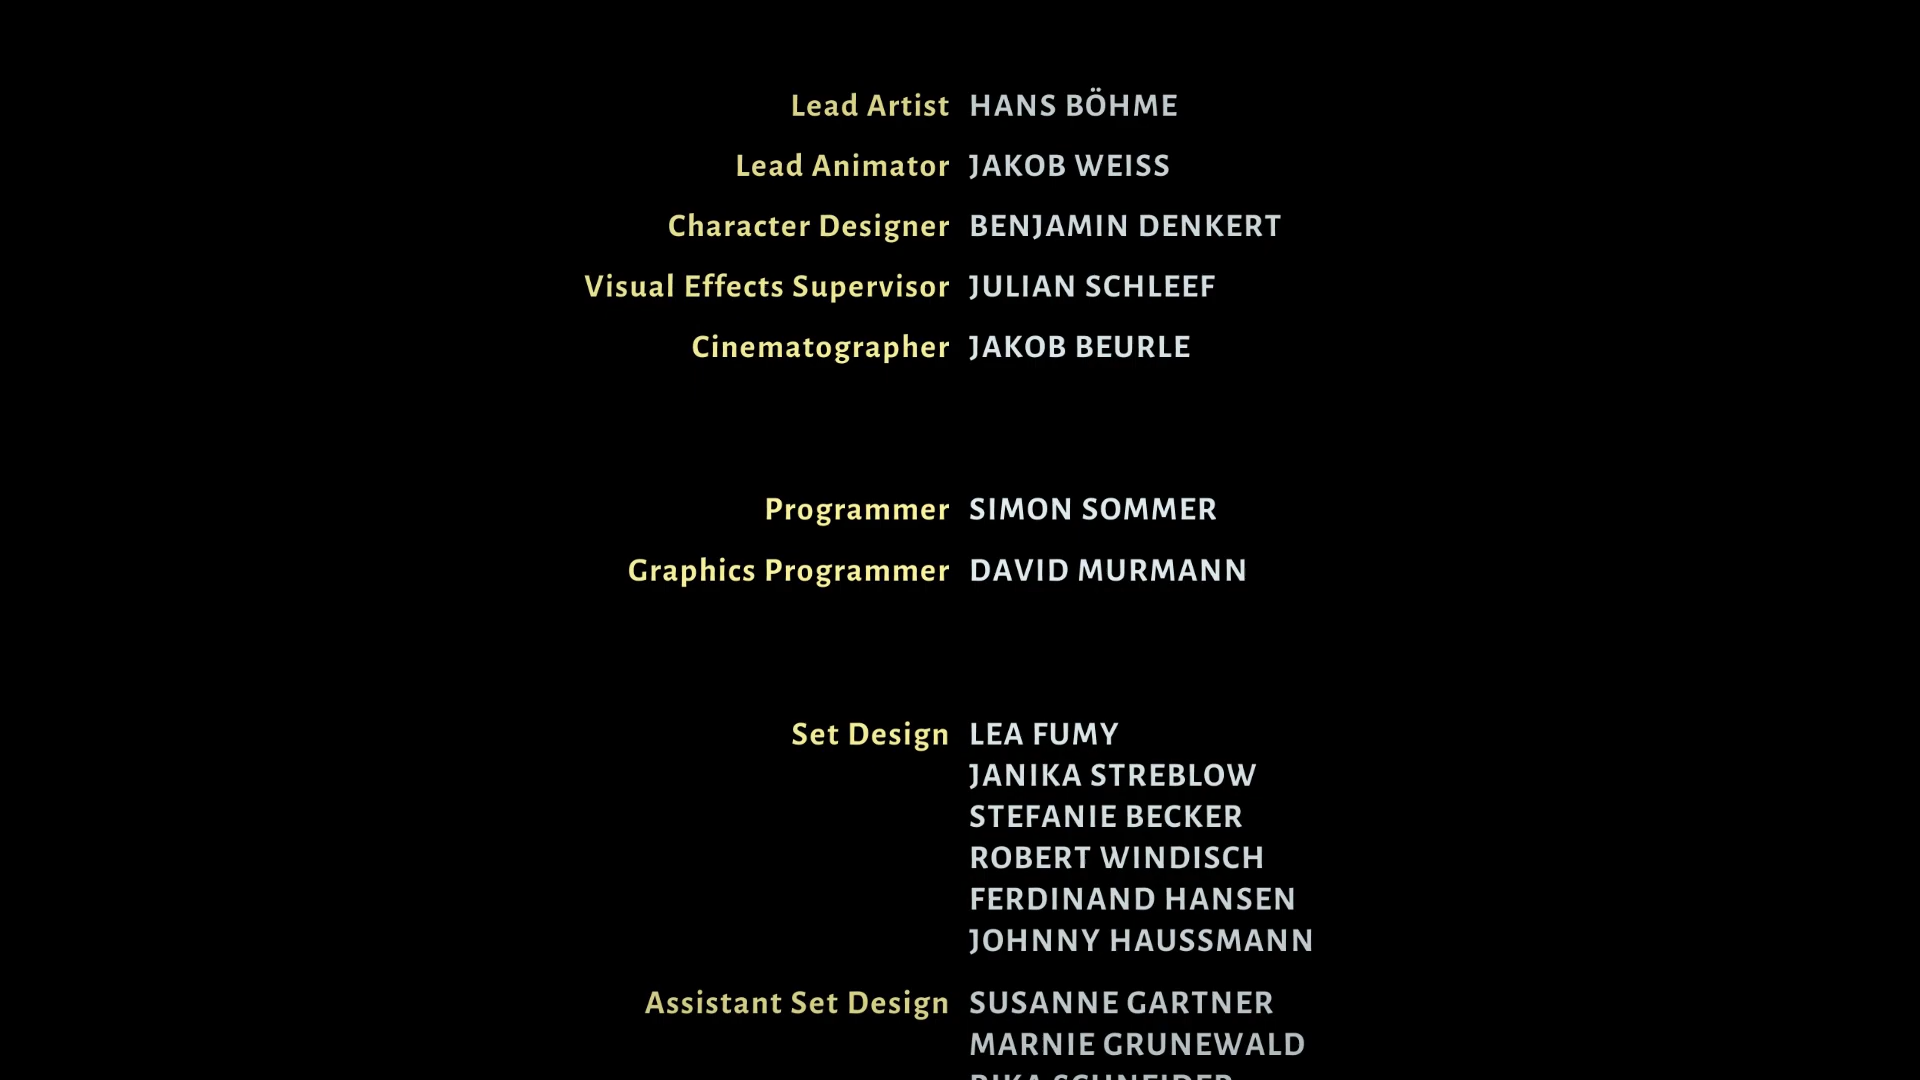 Lead Artist HANS BÖHME
Lead Animator JAKOB WEISS
Character Designer BENJAMIN DENKERT
Visual Effects Supervisor JULIAN SCHLEEF
Cinematographer JAKOB BEURLE
Programmer SIMON SOMMER
Graphics Programmer DAVID MURMANN
Set Design LEA FUMY
JANIKA STREBLOW
STEFANIE BECKER
ROBERT WINDISCH
FERDINAND HANSEN
JOHNNY HAUSSMANN
Assistant Set Design SUSANNE GARTNER
MARNIE GRUNEWALD
SCHNEIDER